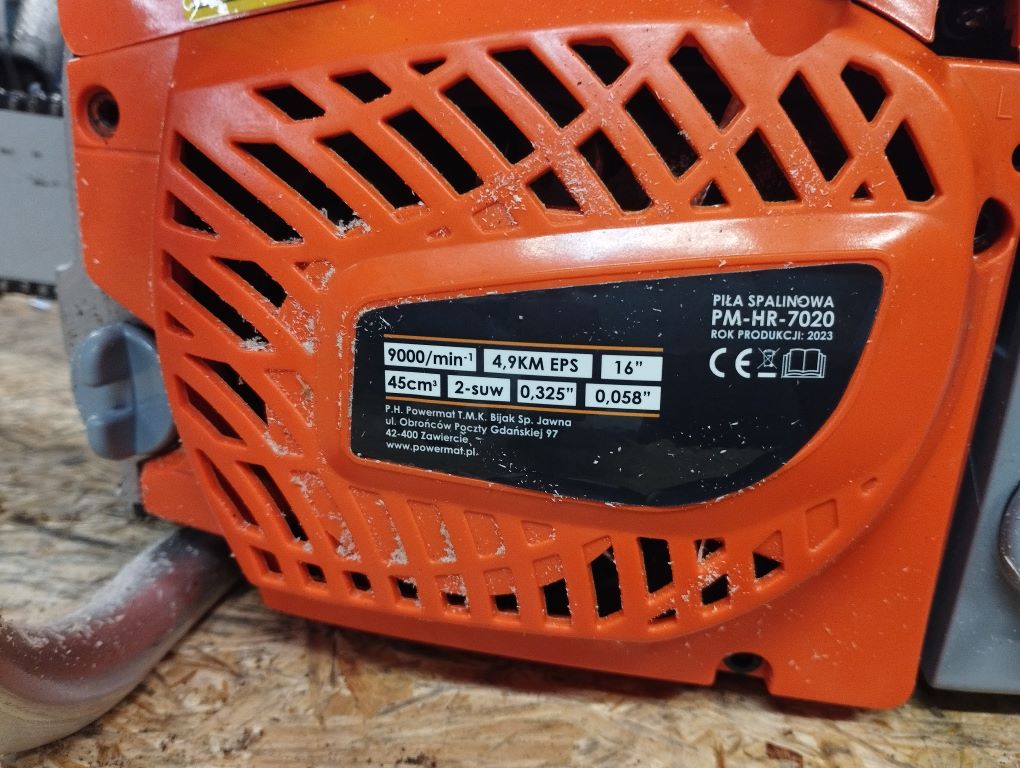 PIŁA SPALINOWA
PM-HR-7020
ROK PRODUKCJI: 2023
CE
9000/min-1 4,9KM EPS 16"
45cm³ 2-suw 0,325" 0,058"
P.H. Powermat T.M.K. Bijak Sp. Jawna
ul. Obrońców Poczty Gdańskiej 97
42-400 Zawiercie
www.powermat.pl
L